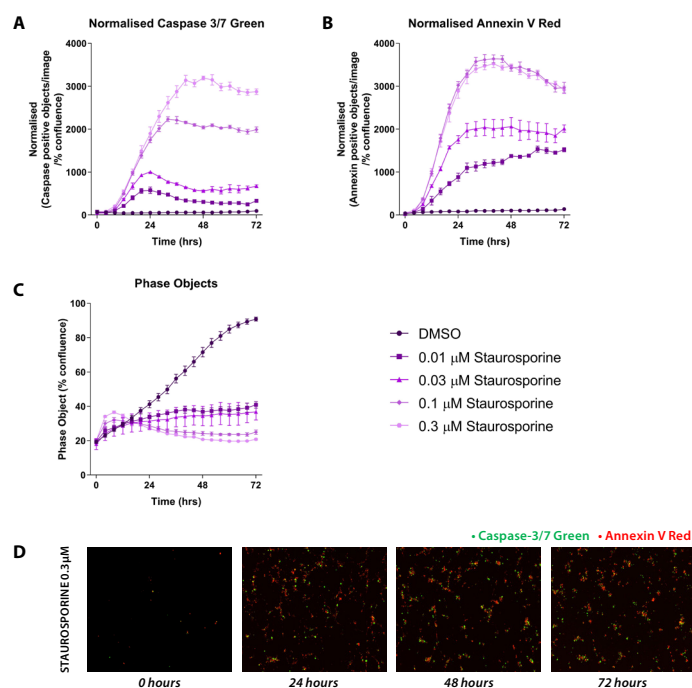 A
Normalised Caspase 3/7 Green
Normalised
(Caspase positive objects/image
/% confluence)
4000
3000
2000
1000
0
0
24
48
72
Time (hrs)
B
Normalised Annexin V Red
Normalised
(Annexin positive objects/image
/% confluence)
4000
3000
2000
1000
0
0
24
48
72
Time (hrs)
C
Phase Objects
Phase Object (% confluence)
100
80
60
40
20
0
0
24
48
72
Time (hrs)
DMSO
0.01 μM Staurosporine
0.03 μM Staurosporine
0.1 μM Staurosporine
0.3 μM Staurosporine
• Caspase-3/7 Green • Annexin V Red
D
STAUROSPORINE 0.3μM
0 hours
24 hours
48 hours
72 hours